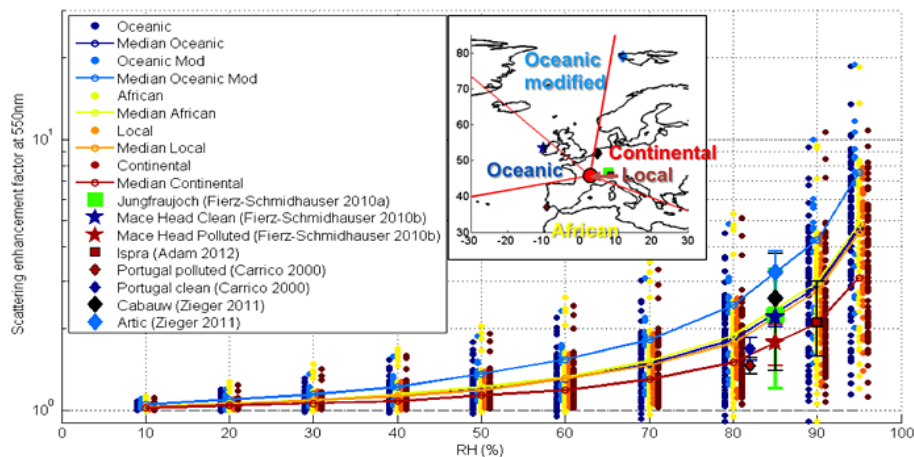 Oceanic
Median Oceanic
Oceanic Mod
Median Oceanic Mod
African
Median African
Local
Median Local
Continental
Median Continental
Jungfraujoch (Fierz-Schmidhauser 2010a)
Mace Head Clean (Fierz-Schmidhauser 2010b)
Mace Head Polluted (Fierz-Schmidhauser 2010b)
Ispra (Adam 2012)
Portugal polluted (Carrico 2000)
Portugal clean (Carrico 2000)
Cabauw (Zieger 2011)
Artic (Zieger 2011)
80
70
60
50
40
30
-30 -20 -10 0 10 20 30
Oceanic
modified
Oceanic
Continental
Local
African
Scattering enhancement factor at 550nm
10^1
10^0
0 10 20 30 40 50 60 70 80 90 100
RH (%)